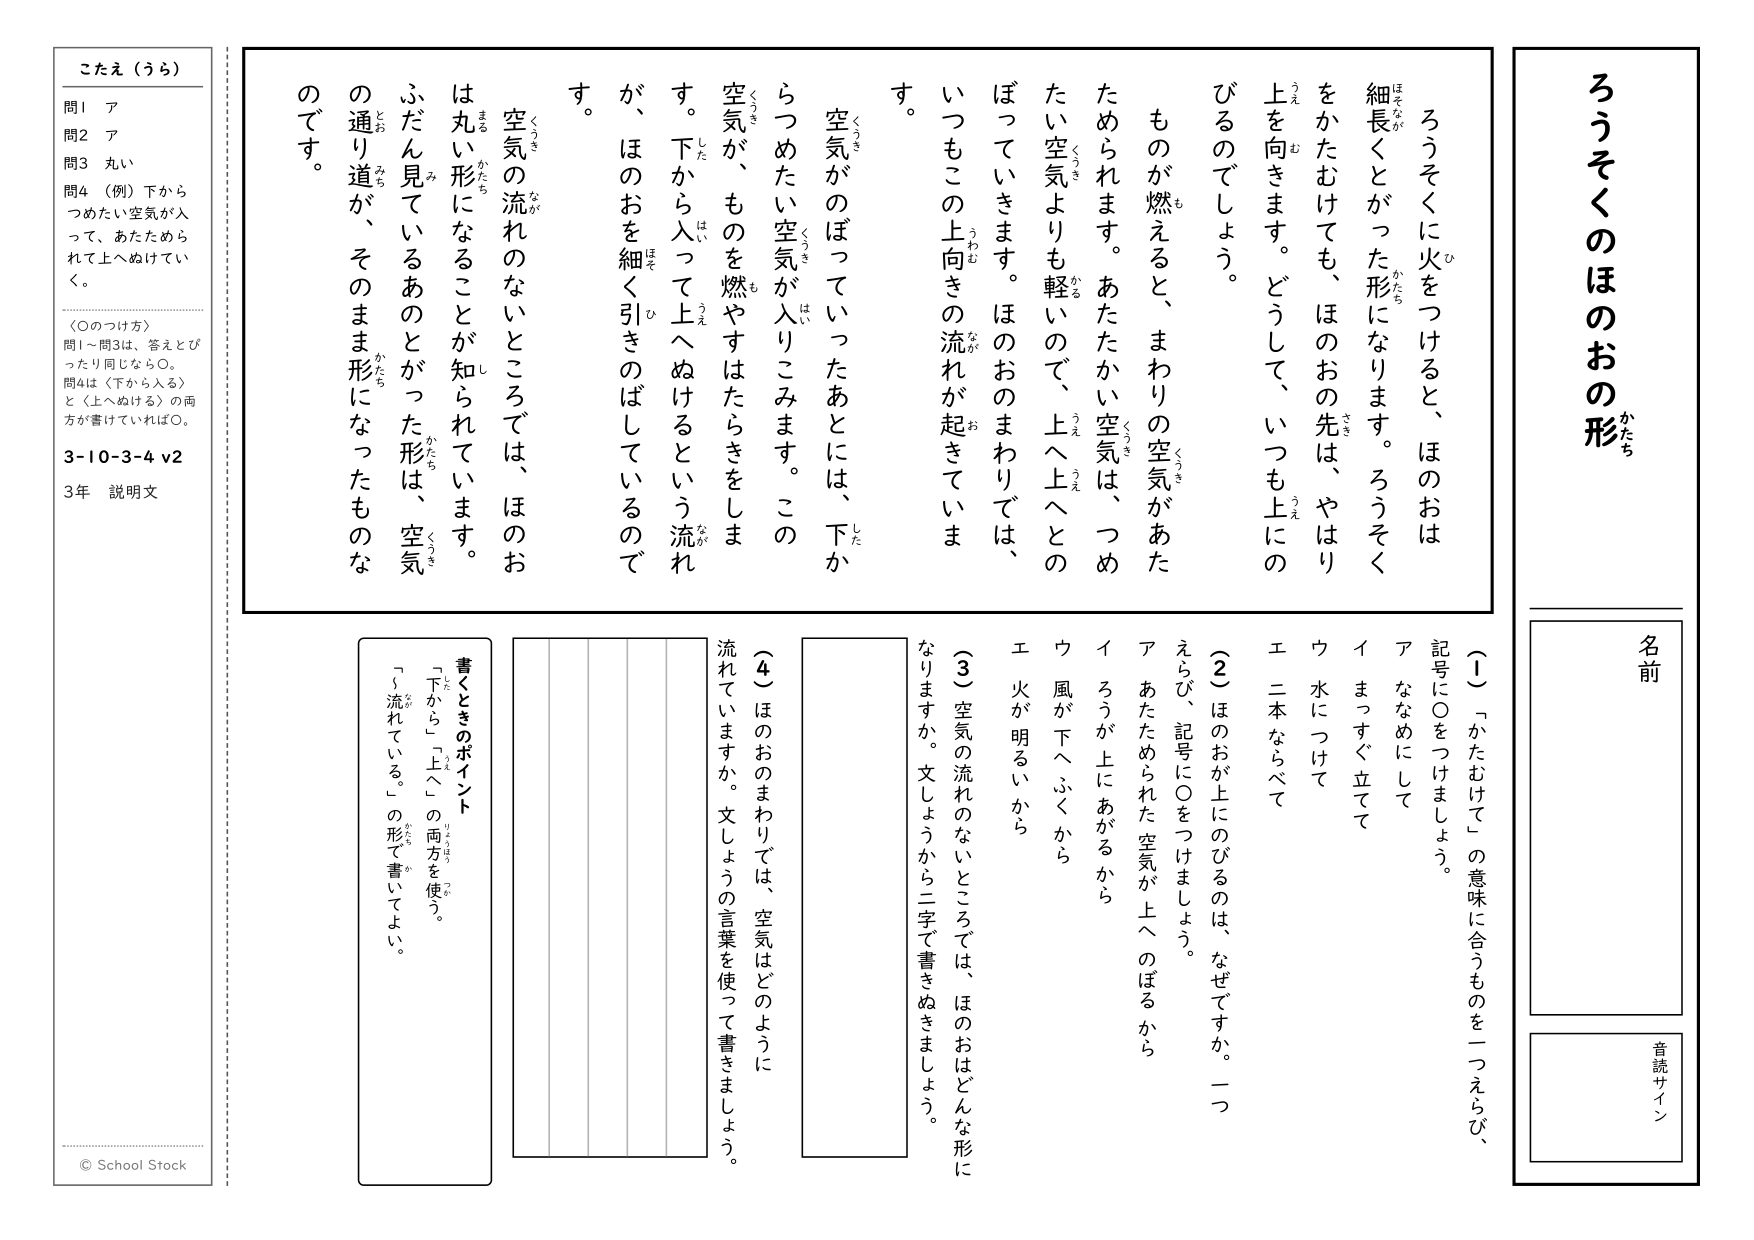 ろうそくのほのおの形
かたち
名前
音読サイン
ろうそくに火をつけると、ほのおは
細長くとがった形になります。ろうそく
をかたむけても、ほのおの先は、やはり
上を向きます。どうして、いつも上にの
びるのでしょう。
ものが燃えると、まわりの空気があた
ためられます。あたたかい空気は、つめ
たい空気よりも軽いので、上へ上へとの
ぼっていきます。ほのおのまわりでは、
いつもこの上向きの流れが起きていま
す。
空気がのぼっていったあとには、下か
らつめたい空気が入りこみます。この
空気が、ものを燃やすはたらきをしま
す。下から入って上へぬけるという流れ
が、ほのおを細く引きのばしているので
す。
空気の流れのないところでは、ほのお
は丸い形になることが知られています。
ふだん見ているあのとがった形は、空気
の通り道が、そのまま形になったものな
のです。
（1）「かたむけて」の意味に合うものを一つえらび、
記号に○をつけましょう。
ア ななめに して
イ まっすぐ 立てて
ウ 水に つけて
エ 二本 ならべて
（2）ほのおが上にのびるのは、なぜですか。一つ
えらび、記号に○をつけましょう。
ア あたためられた 空気が 上へ のぼる から
イ ろうが 上に あがる から
ウ 風が 下へ ふく から
エ 火が 明るい から
（3）空気の流れのないところでは、ほのおはどんな形に
なりますか。文しょうから二字で書きぬきましょう。
（4）ほのおのまわりでは、空気はどのように
流れていますか。文しょうの言葉を使って書きましょう。
書くときのポイント
「下から」「上へ」の両方を使う。
「～流れている。」の形で書いてよい。
こたえ（うら）
問1 ア
問2 ア
問3 丸い
問4 （例）下から
つめたい空気が入
って、あたためら
れて上へぬけてい
く。
〈○のつけ方〉
問1～問3は、答えとぴ
ったり同じなら○。
問4は〈下から入る〉
と〈上へぬける〉の両
方が書けていれば○。
3-10-3-4 v2
3年 説明文
© School Stock